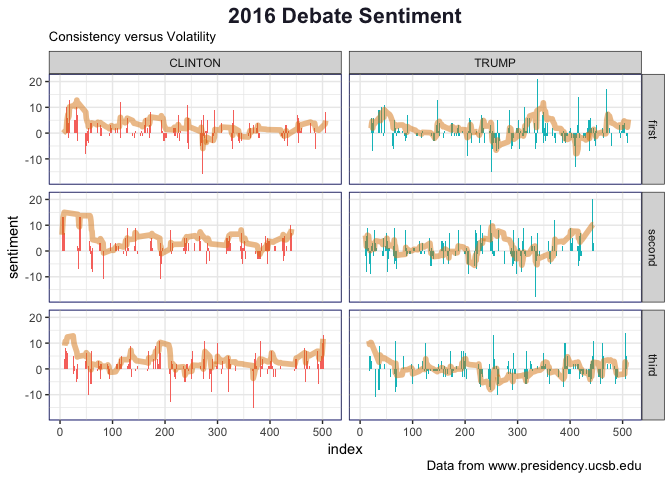 2016 Debate Sentiment
Consistency versus Volatility
CLINTON TRUMP
20
10
0
-10
first
20
10
0
-10
second
20
10
0
-10
third
sentiment
0 100 200 300 400 500 0 100 200 300 400 500
index
Data from www.presidency.ucsb.edu